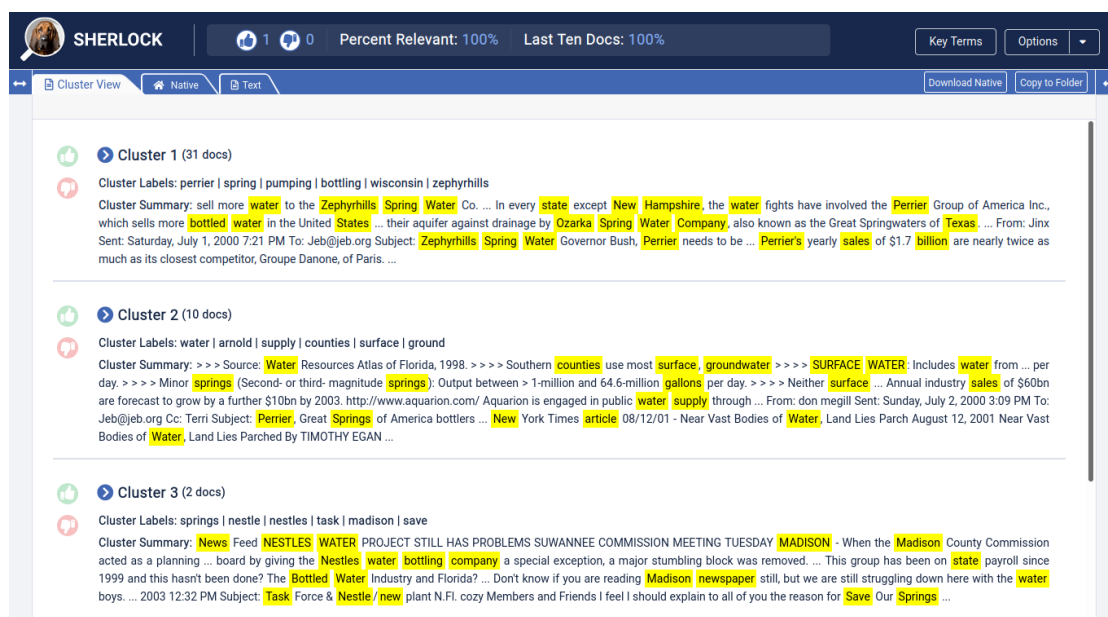 SHERLOCK 1 0 Percent Relevant: 100% Last Ten Docs: 100% Key Terms Options
Cluster View Native Text Download Native Copy to Folder
Cluster 1 (31 docs)
Cluster Labels: perrier | spring | pumping | bottling | wisconsin | zephyrhills
Cluster Summary: sell more water to the Zephyrhills Spring Water Co. ... In every state except New Hampshire, the water fights have involved the Perrier Group of America Inc.,
which sells more bottled water in the United States ... their aquifer against drainage by Ozarka Spring Water Company, also known as the Great Springwaters of Texas. ... From: Jinx
Sent: Saturday, July 1, 2000 7:21 PM To: Jeb@jeb.org Subject: Zephyrhills Spring Water Governor Bush, Perrier needs to be ... Perrier's yearly sales of $1.7 billion are nearly twice as
much as its closest competitor, Groupe Danone, of Paris. ...
Cluster 2 (10 docs)
Cluster Labels: water | arnold | supply | counties | surface | ground
Cluster Summary: > > > Source: Water Resources Atlas of Florida, 1998. > > > > Southern counties use most surface, groundwater > > > > SURFACE WATER: Includes water from ... per
day. > > > > Minor springs (Second- or third- magnitude springs): Output between > 1-million and 64.6-million gallons per day. > > > > Neither surface ... Annual industry sales of $60bn
are forecast to grow by a further $10bn by 2003. http://www.aquarion.com/ Aquarion is engaged in public water supply through ... From: don megill Sent: Sunday, July 2, 2000 3:09 PM To:
Jeb@jeb.org Cc: Terri Subject: Perrier, Great Springs of America bottlers ... New York Times article 08/12/01 - Near Vast Bodies of Water, Land Lies Parch August 12, 2001 Near Vast
Bodies of Water, Land Lies Parched By TIMOTHY EGAN ...
Cluster 3 (2 docs)
Cluster Labels: springs | nestle | nestles | task | madison | save
Cluster Summary: News Feed NESTLES WATER PROJECT STILL HAS PROBLEMS SUWANNEE COMMISSION MEETING TUESDAY MADISON - When the Madison County Commission
acted as a planning ... board by giving the Nestles water bottling company a special exception, a major stumbling block was removed. ... This group has been on state payroll since
1999 and this hasn't been done? The Bottled Water Industry and Florida? ... Don't know if you are reading Madison newspaper still, but we are still struggling down here with the water
boys. ... 2003 12:32 PM Subject: Task Force & Nestle/new plant N.Fl. cozy Members and Friends I feel I should explain to all of you the reason for Save Our Springs ...